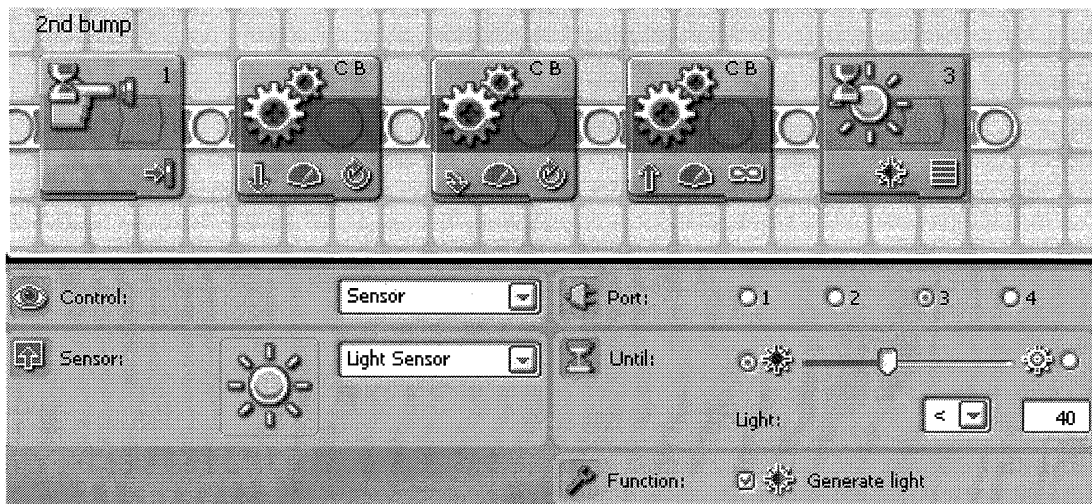 2nd bump
1 C B C B C B 3
Control: Sensor Port: 1 2 3 4
Sensor: Light Sensor Until:
Light: < 40
Function: Generate light